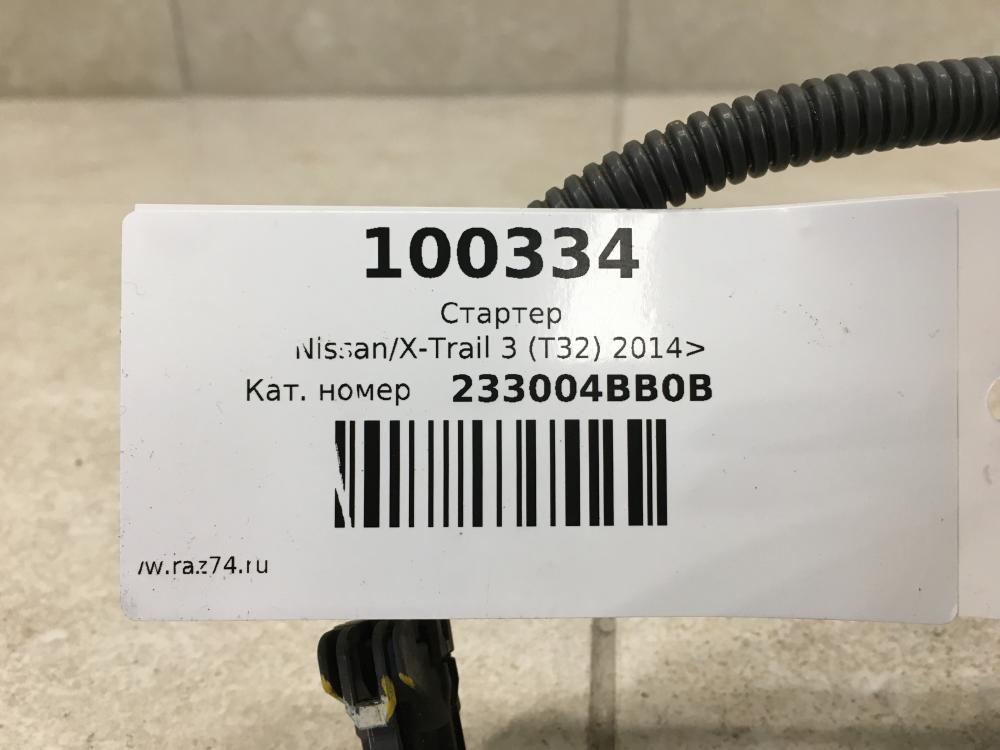 100334
Стартер
Nissan/X-Trail 3 (T32) 2014>
Кат. номер 233004BB0B
w.raz74.ru